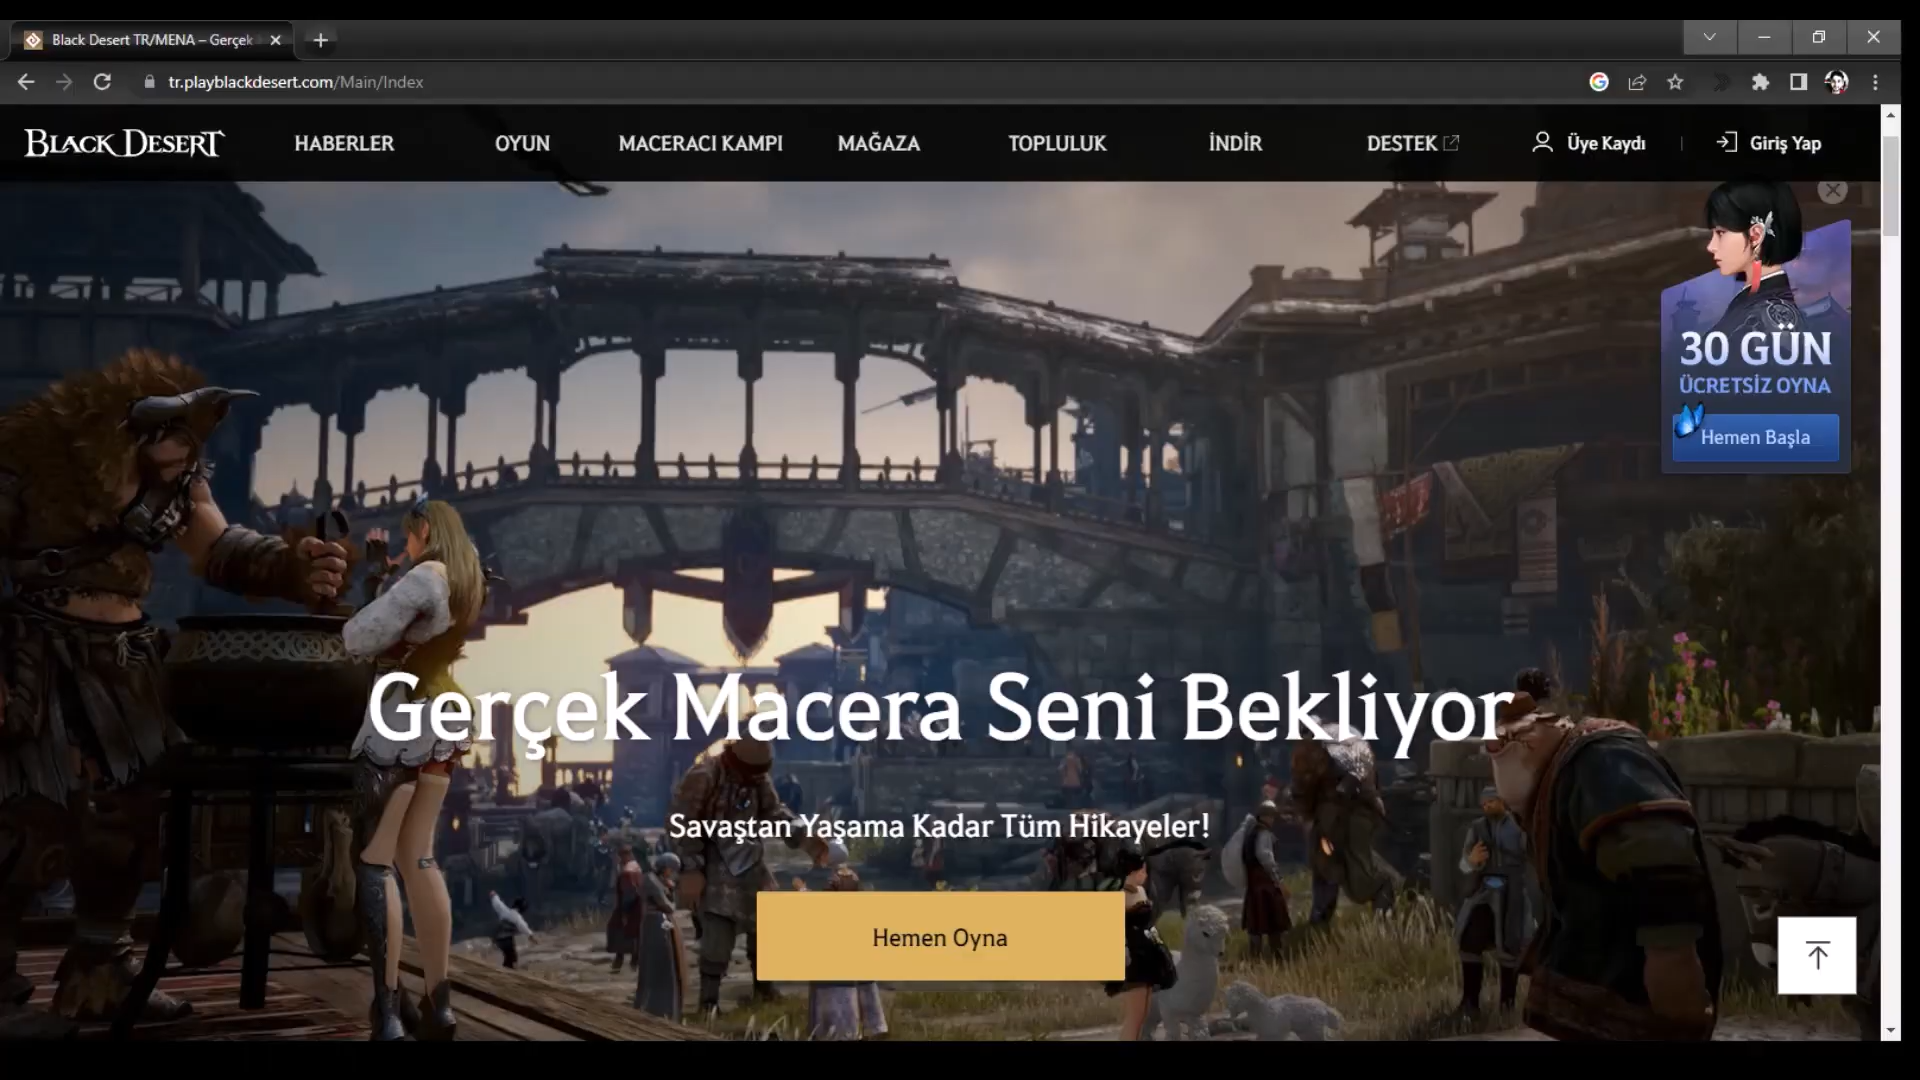 Black Desert TR/MENA – Gerçek
tr.playblackdesert.com/Main/Index
BLACK DESERT
HABERLER
OYUN
MACERACI KAMPI
MAĞAZA
TOPLULUK
İNDİR
DESTEK
Üye Kaydı
Giriş Yap
30 GÜN
ÜCRETSİZ OYNA
Hemen Başla
Gerçek Macera Seni Bekliyor
Savaştan Yaşama Kadar Tüm Hikayeler!
Hemen Oyna